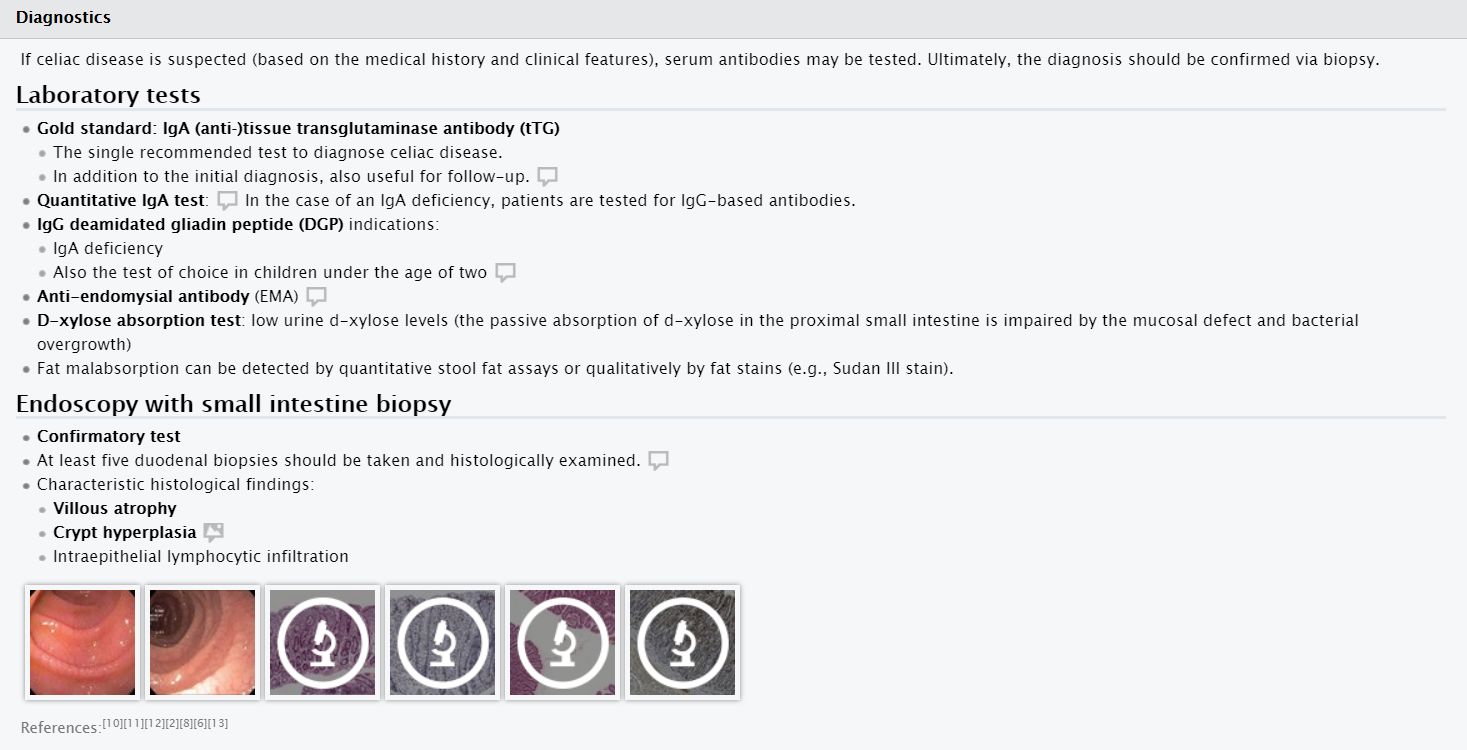 Diagnostics
If celiac disease is suspected (based on the medical history and clinical features), serum antibodies may be tested. Ultimately, the diagnosis should be confirmed via biopsy.
Laboratory tests
Gold standard: IgA (anti-)tissue transglutaminase antibody (tTG)
The single recommended test to diagnose celiac disease.
In addition to the initial diagnosis, also useful for follow-up.
Quantitative IgA test: In the case of an IgA deficiency, patients are tested for IgG-based antibodies.
IgG deamidated gliadin peptide (DGP) indications:
IgA deficiency
Also the test of choice in children under the age of two
Anti-endomysial antibody (EMA)
D-xylose absorption test: low urine d-xylose levels (the passive absorption of d-xylose in the proximal small intestine is impaired by the mucosal defect and bacterial
overgrowth)
Fat malabsorption can be detected by quantitative stool fat assays or qualitatively by fat stains (e.g., Sudan III stain).
Endoscopy with small intestine biopsy
Confirmatory test
At least five duodenal biopsies should be taken and histologically examined.
Characteristic histological findings:
Villous atrophy
Crypt hyperplasia
Intraepithelial lymphocytic infiltration
References:[10][11][12][2][8][6][13]